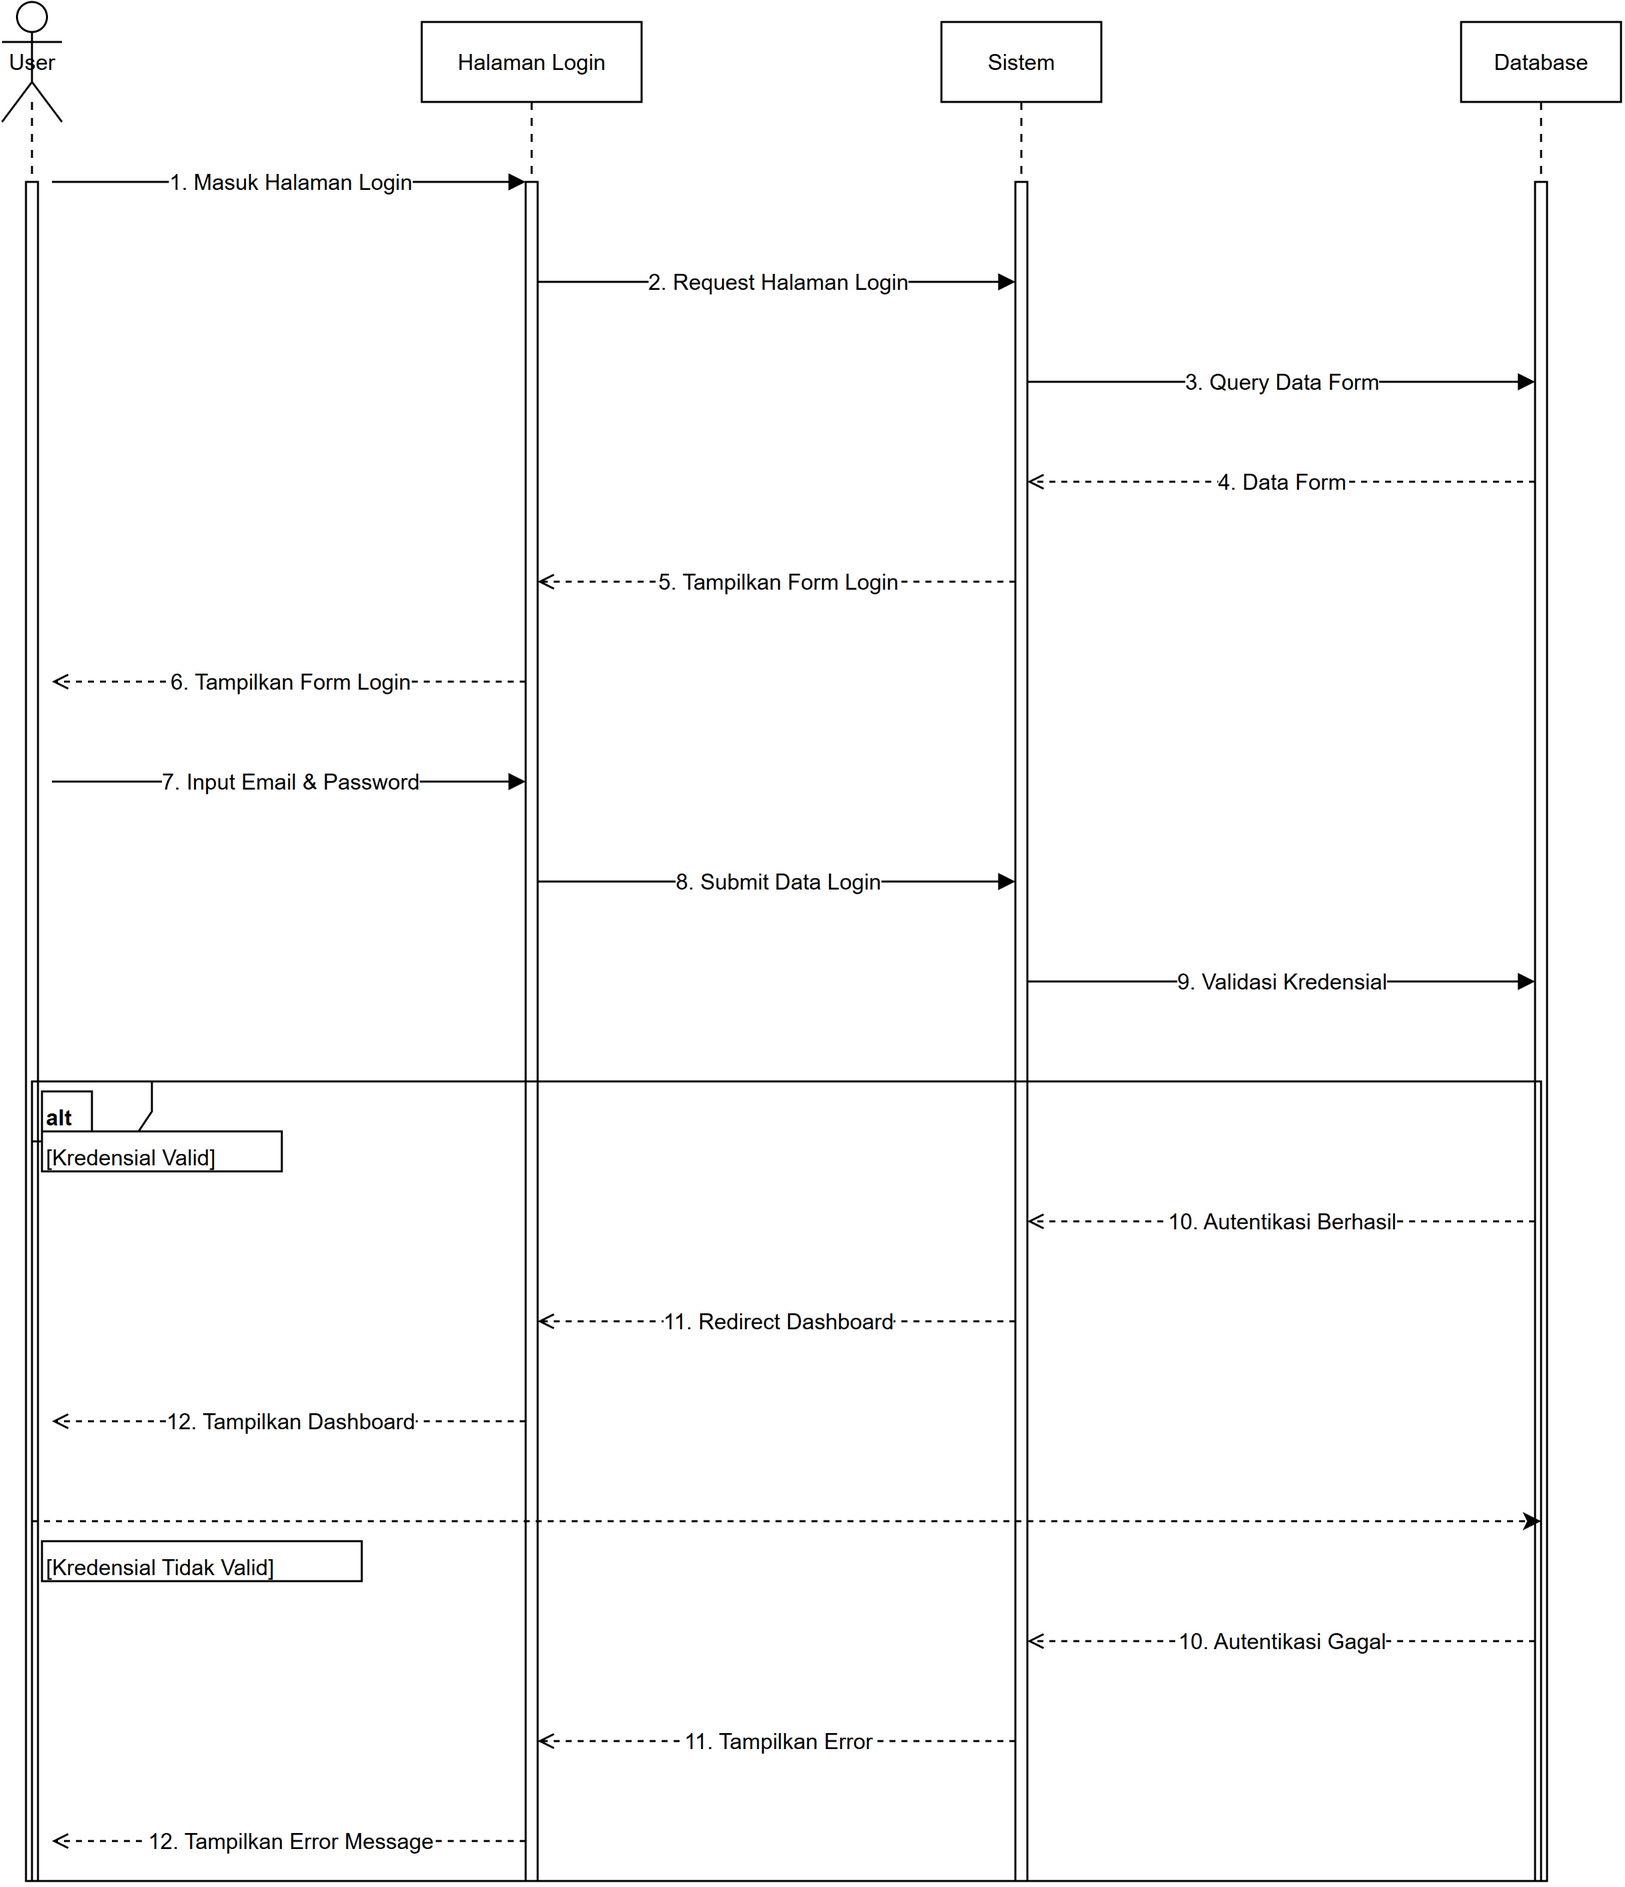 User
Halaman Login
Sistem
Database
1. Masuk Halaman Login
2. Request Halaman Login
3. Query Data Form
4. Data Form
5. Tampilkan Form Login
6. Tampilkan Form Login
7. Input Email & Password
8. Submit Data Login
9. Validasi Kredensial
alt
[Kredensial Valid]
10. Autentikasi Berhasil
11. Redirect Dashboard
12. Tampilkan Dashboard
[Kredensial Tidak Valid]
10. Autentikasi Gagal
11. Tampilkan Error
12. Tampilkan Error Message